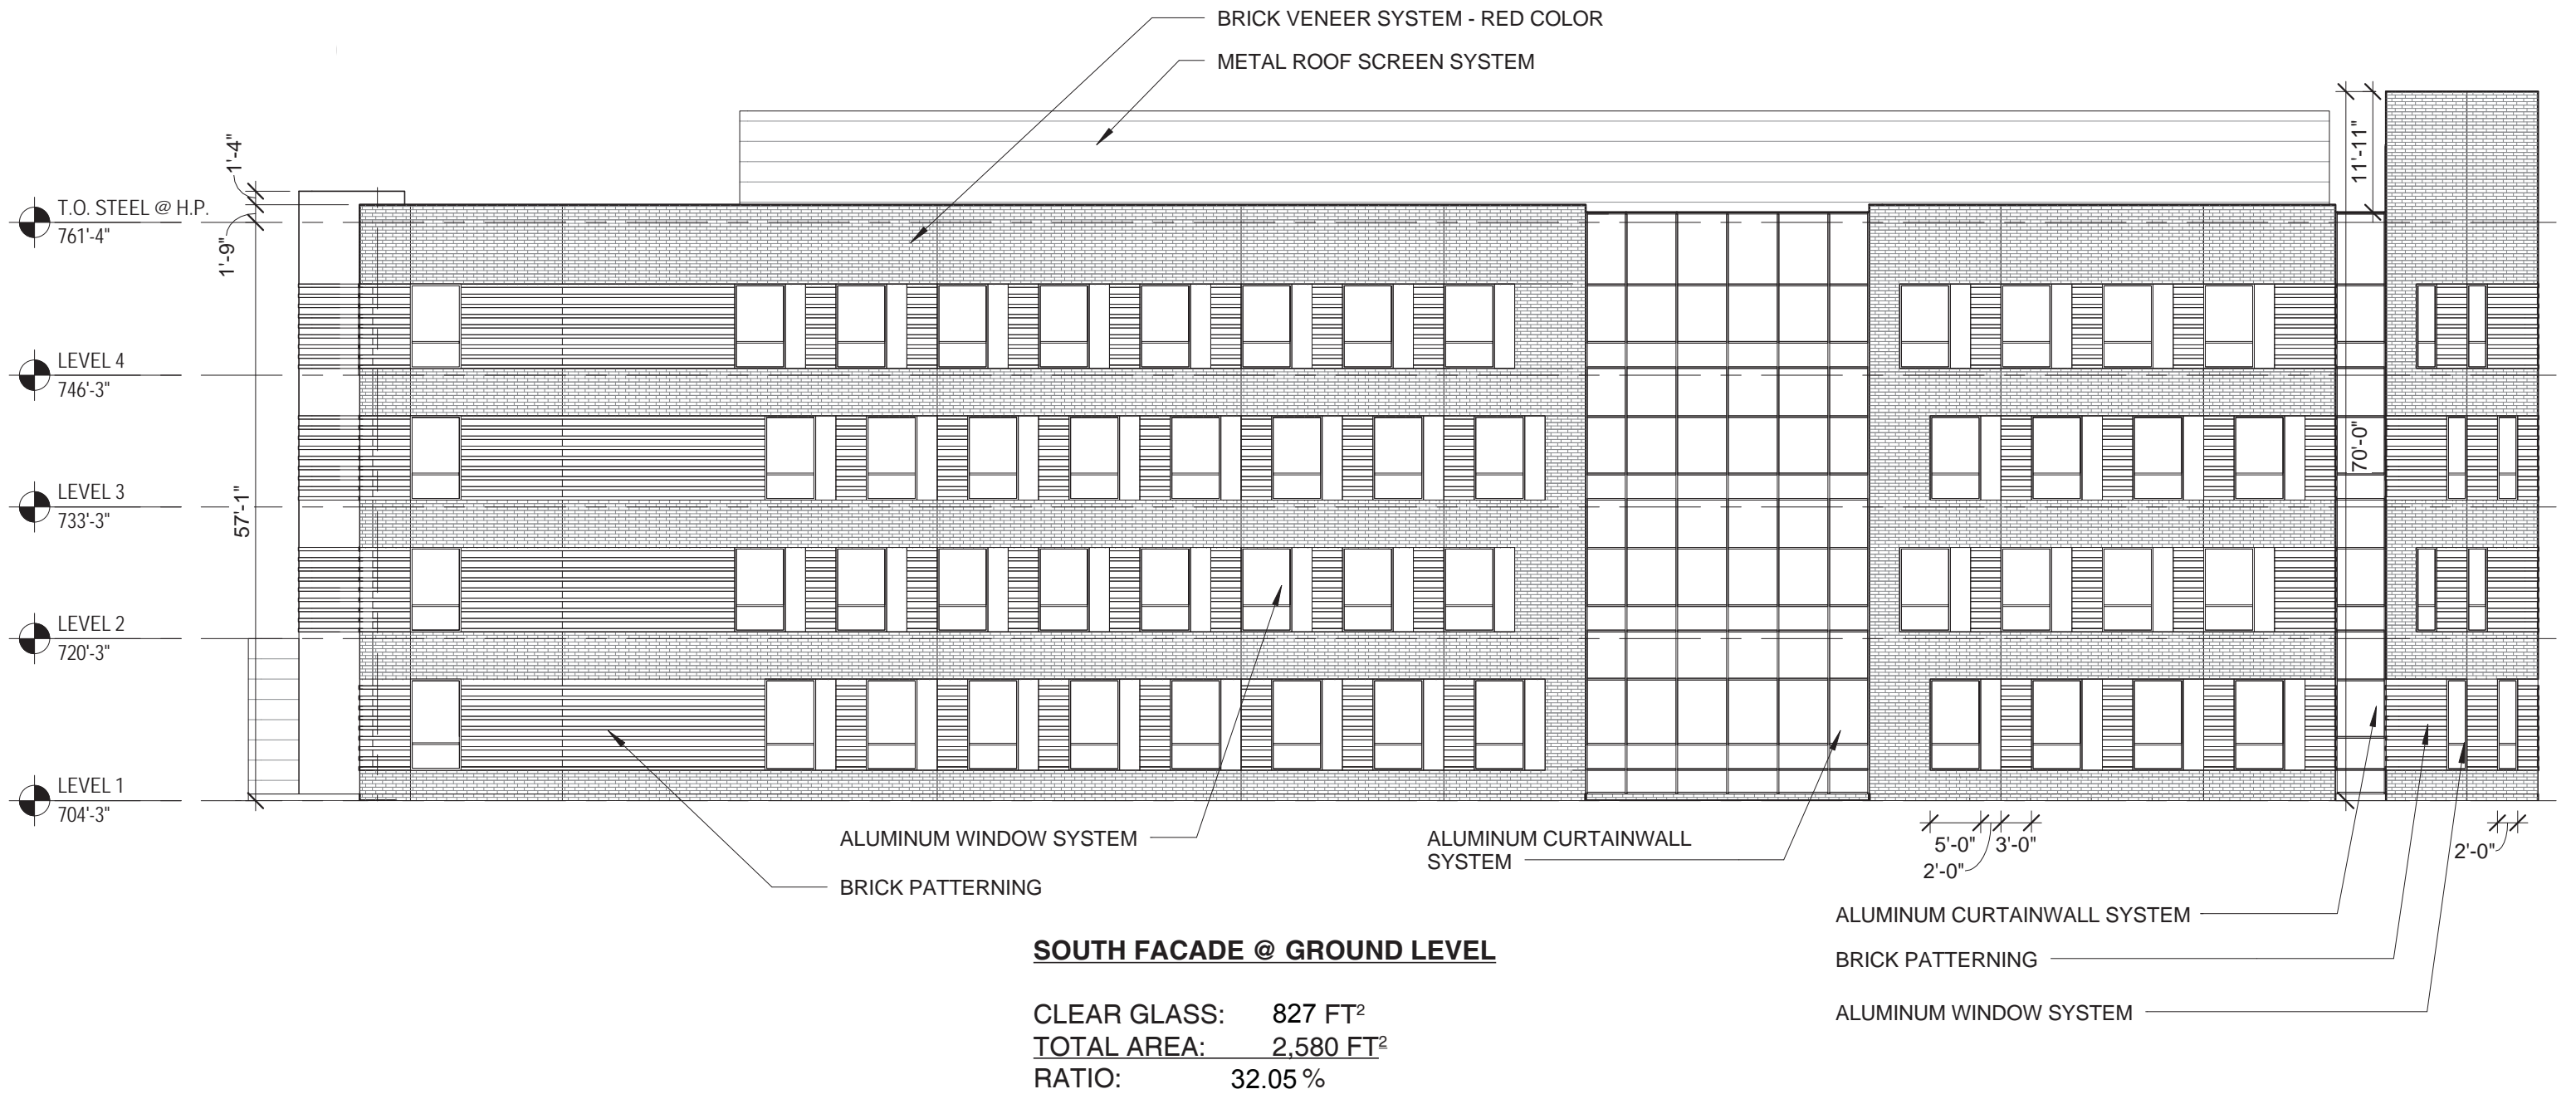 BRICK VENEER SYSTEM - RED COLOR
METAL ROOF SCREEN SYSTEM
1'-4"
11'-11"
T.O. STEEL @ H.P.
761'-4"
1'-9"
LEVEL 4
746'-3"
70'-0"
LEVEL 3
733'-3"
57'-1"
LEVEL 2
720'-3"
LEVEL 1
704'-3"
ALUMINUM WINDOW SYSTEM
ALUMINUM CURTAINWALL
SYSTEM
5'-0" 3'-0"
2'-0"
2'-0"
BRICK PATTERNING
ALUMINUM CURTAINWALL SYSTEM
BRICK PATTERNING
ALUMINUM WINDOW SYSTEM
SOUTH FACADE @ GROUND LEVEL
CLEAR GLASS: 827 FT²
TOTAL AREA: 2,580 FT²
RATIO: 32.05 %